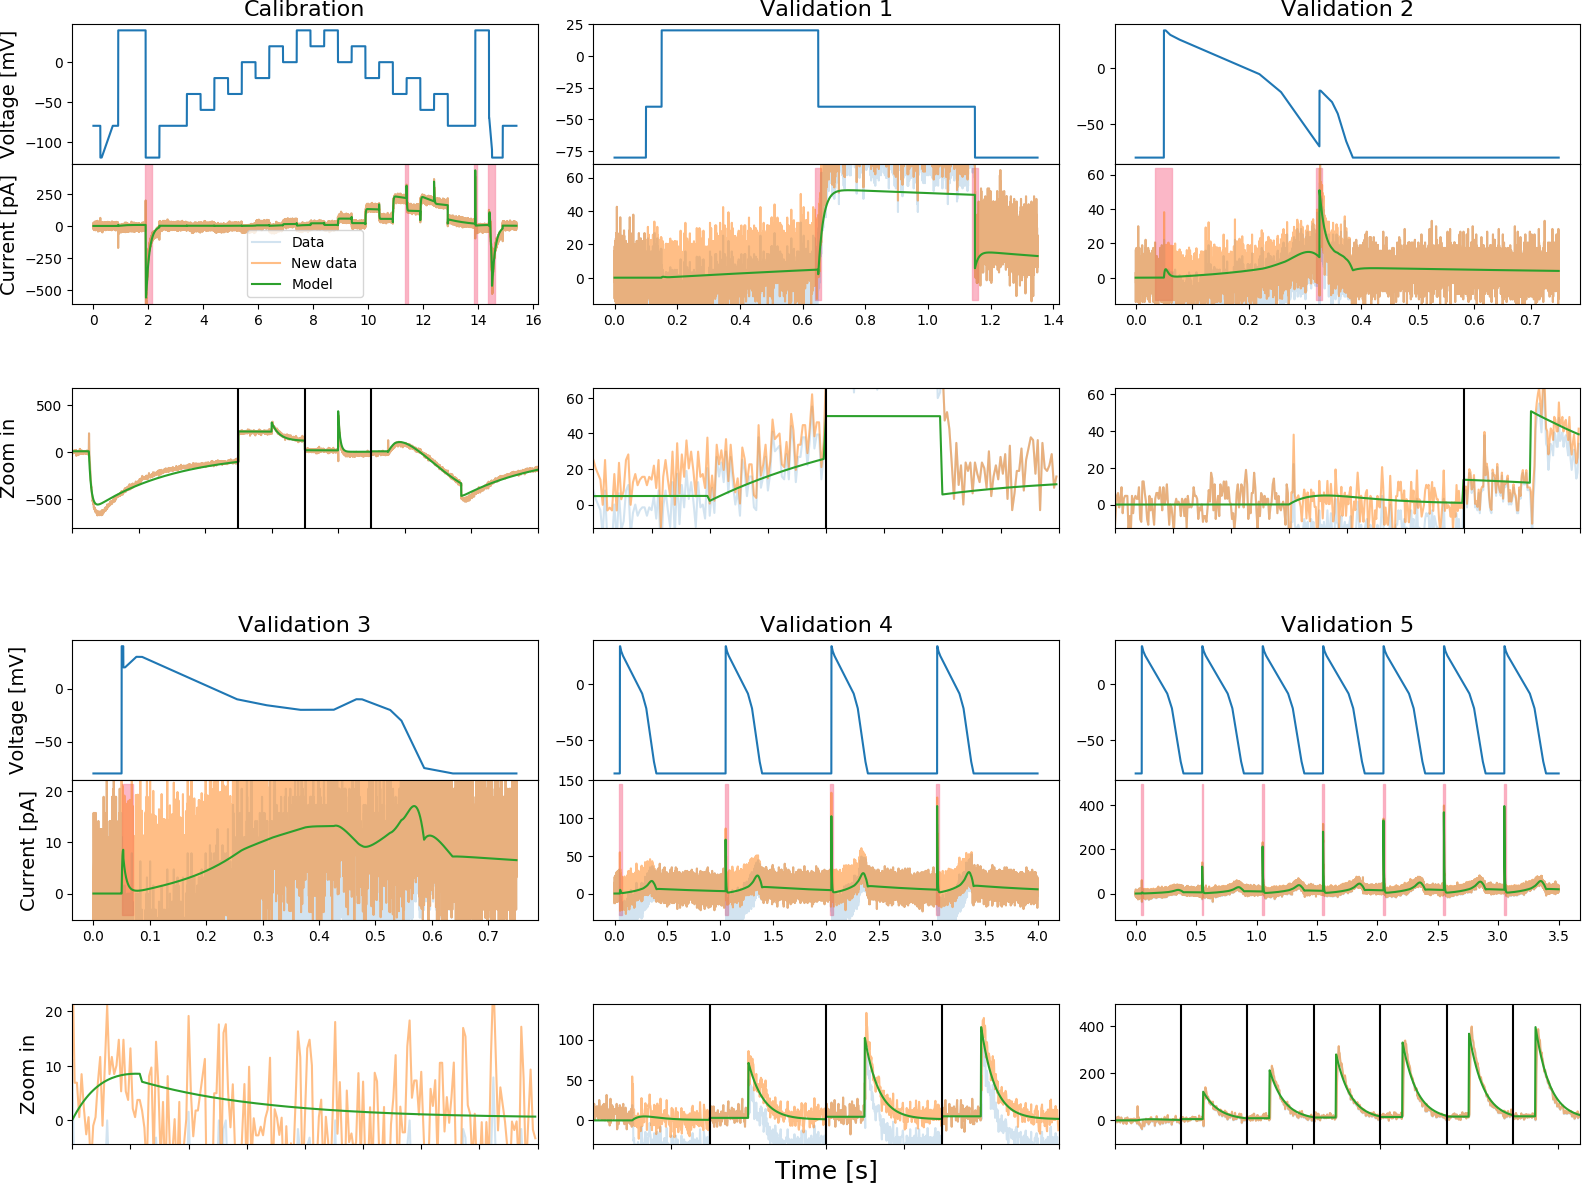 Calibration
Validation 1
Validation 2
Voltage [mV]
0
−50
−100
25
0
−25
−50
−75
0
−50
Current [pA]
250
0
−250
−500
Data
New data
Model
60
40
20
0
60
40
20
0
0 2 4 6 8 10 12 14 16
0.0 0.2 0.4 0.6 0.8 1.0 1.2 1.4
0.0 0.1 0.2 0.3 0.4 0.5 0.6 0.7
Zoom in
500
0
−500
60
40
20
0
60
40
20
0
Validation 3
Validation 4
Validation 5
Voltage [mV]
0
−50
0
−50
0
−50
Current [pA]
20
10
0
150
100
50
0
400
200
0
0.0 0.1 0.2 0.3 0.4 0.5 0.6 0.7
0.0 0.5 1.0 1.5 2.0 2.5 3.0 3.5 4.0
0.0 0.5 1.0 1.5 2.0 2.5 3.0 3.5
Zoom in
20
10
0
100
50
0
400
200
0
Time [s]